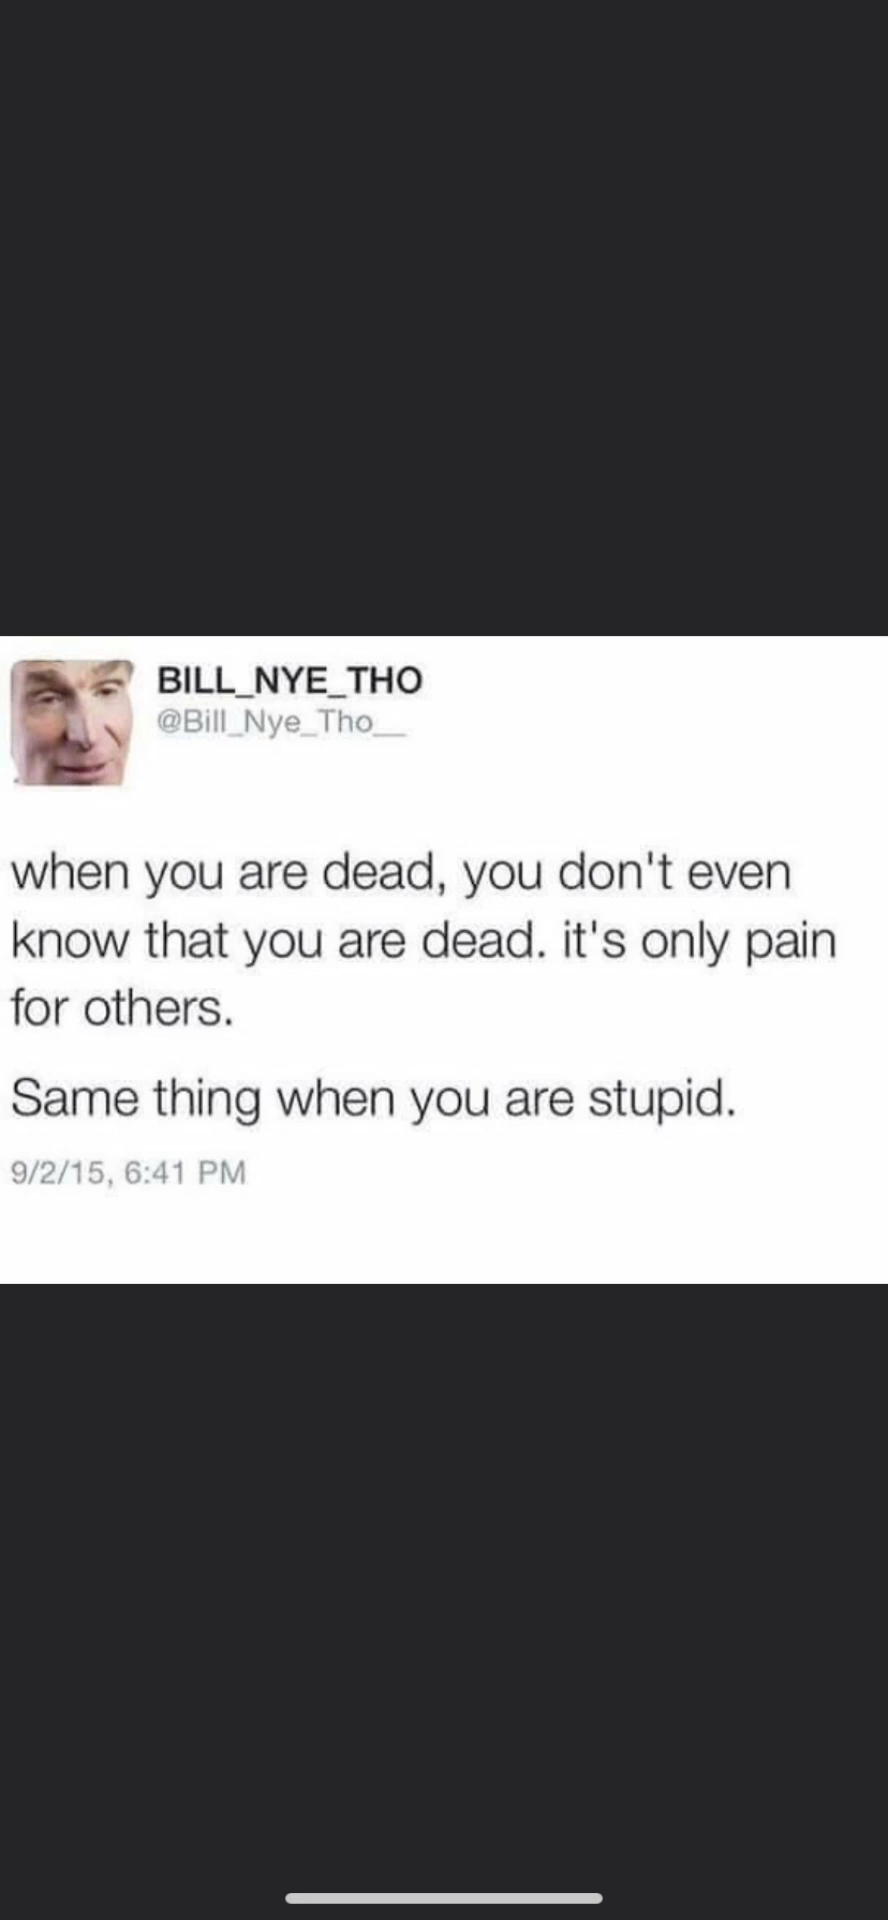 BILL_NYE_THO
@Bill_Nye_Tho__
when you are dead, you don't even
know that you are dead. it's only pain
for others.
Same thing when you are stupid.
9/2/15, 6:41 PM